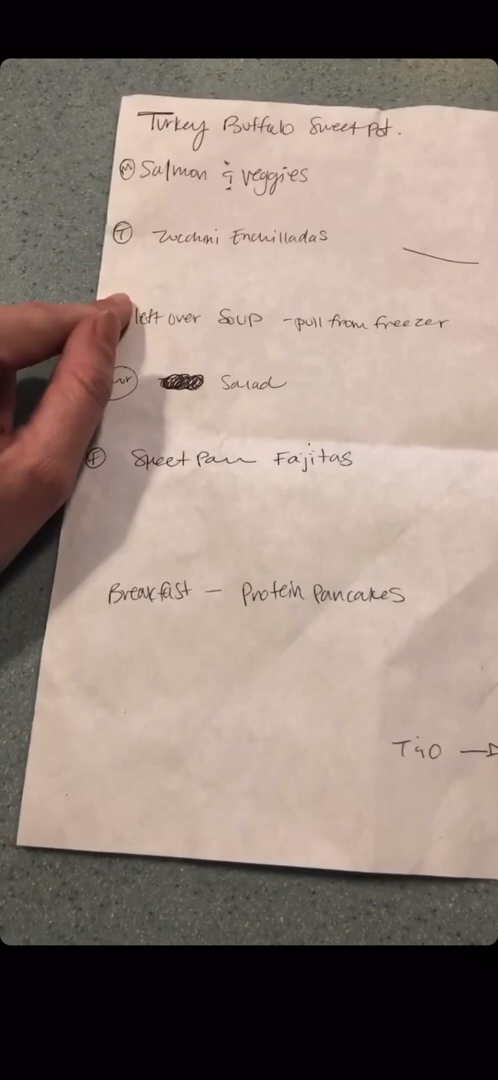 Turkey Buffalo Sweet Pot.
M Salmon & veggies
T Zucchini Enchilladas
left over Soup - pull from freezer
ur Salad
F Sheet Pan Fajitas
Breakfast - Protein Pancakes